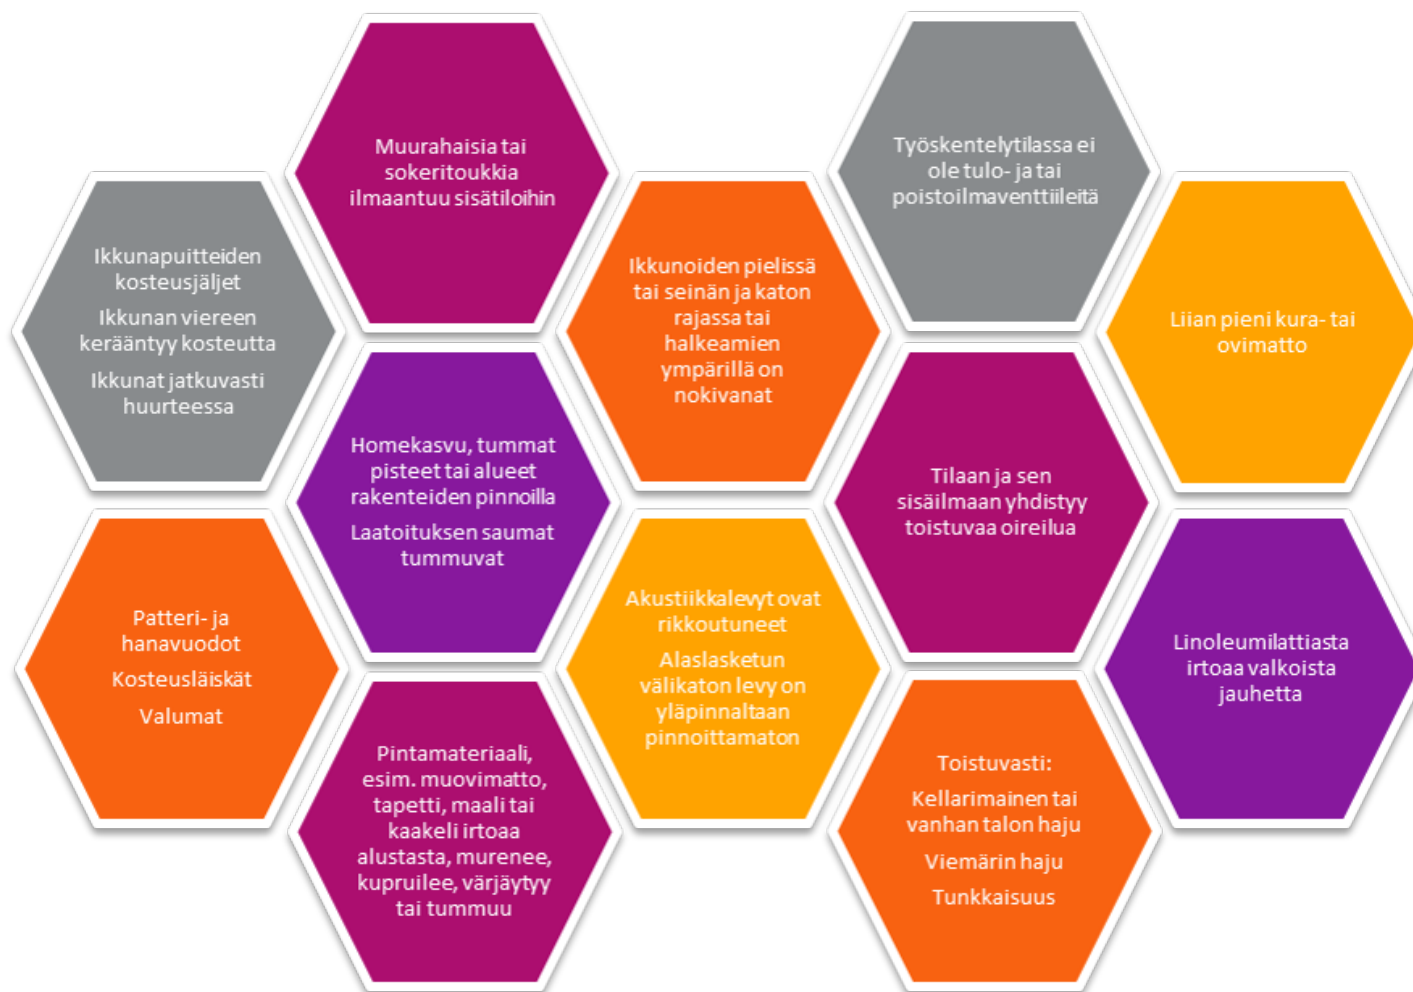 Muurahaisia tai
sokeritoukkia
ilmaantuu sisätiloihin
Työskentelytilassa ei
ole tulo- ja tai
poistoilmaventtiileitä
Ikkunapuitteiden
kosteusjäljet
Ikkunan viereen
kerääntyy kosteutta
Ikkunat jatkuvasti
huurteessa
Ikkunoiden pielissä
tai seinän ja katon
rajassa tai
halkeamien
ympärillä on
nokivanat
Liian pieni kura- tai
ovimatto
Homekasvu, tummat
pisteet tai alueet
rakenteiden pinnoilla
Laatoituksen saumat
tummuvat
Tilaan ja sen
sisäilmaan yhdistyy
toistuvaa oireilua
Patteri- ja
hanavuodot
Kosteusläiskät
Valumat
Akustiikkalevyt ovat
rikkoutuneet
Alaslasketun
välikaton levy on
yläpinnaltaan
pinnoittamaton
Linoleumilattiasta
irtoaa valkoista
jauhetta
Pintamateriaali,
esim. muovimatto,
tapetti, maali tai
kaakeli irtoaa
alustasta, murenee,
kupruilee, värjäytyy
tai tummuu
Toistuvasti:
Kellarimainen tai
vanhan talon haju
Viemärin haju
Tunkkaisuus